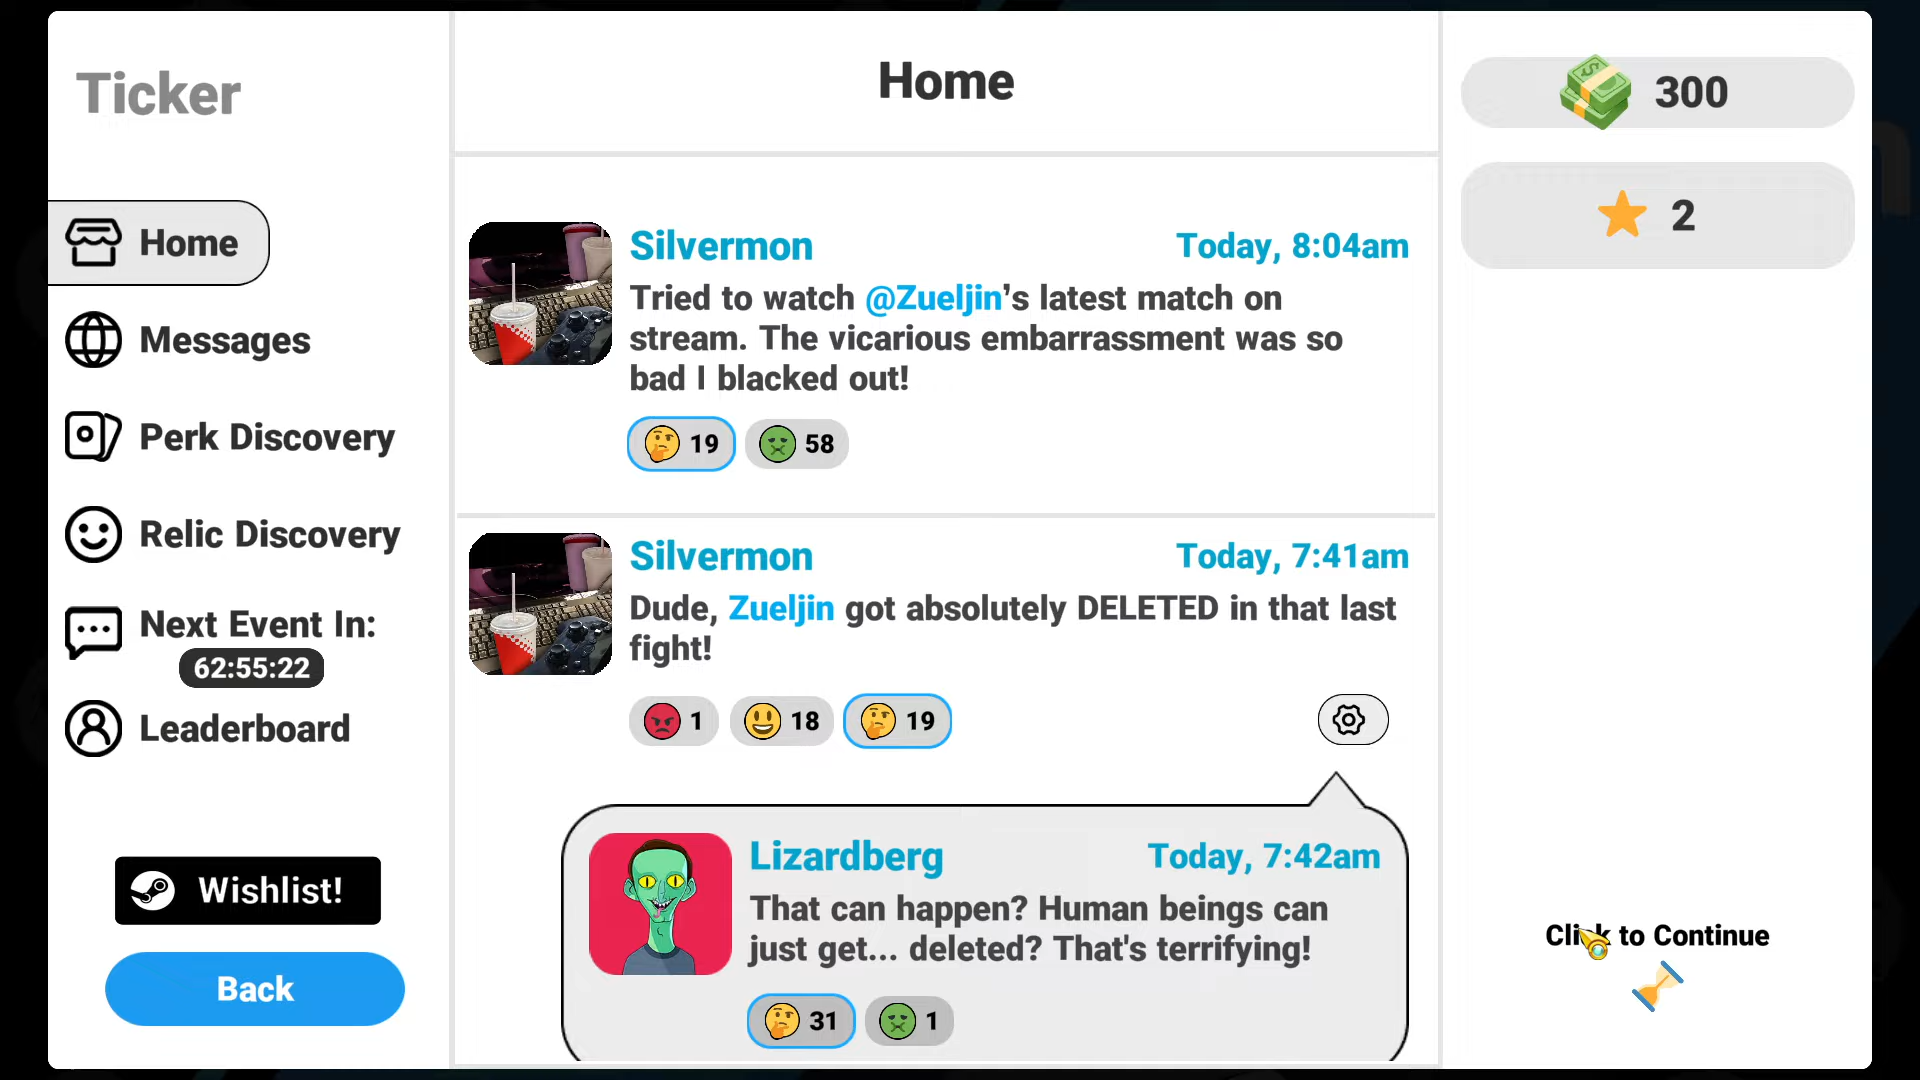 Ticker
Home
Messages
Perk Discovery
Relic Discovery
Next Event In:
62:55:22
Leaderboard
Wishlist!
Back
Home
Silvermon
Today, 8:04am
Tried to watch @Zueljin's latest match on
stream. The vicarious embarrassment was so
bad I blacked out!
19
58
Silvermon
Today, 7:41am
Dude, Zueljin got absolutely DELETED in that last
fight!
1
18
19
Lizardberg
Today, 7:42am
That can happen? Human beings can
just get... deleted? That's terrifying!
31
1
300
2
Click to Continue